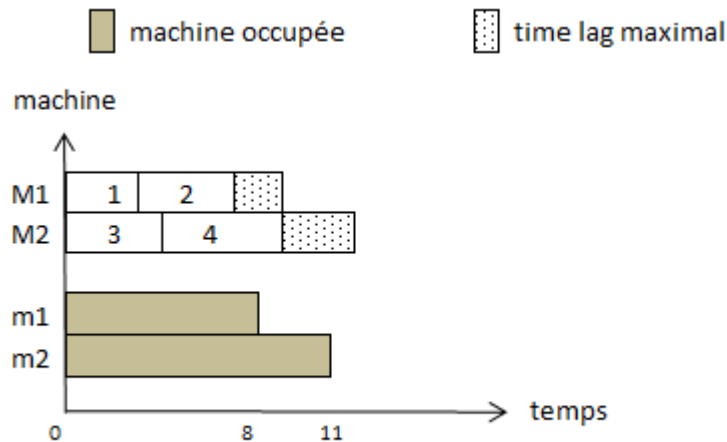 machine occupée time lag maximal
machine
M1 1 2
M2 3 4
m1
m2
temps
0 8 11